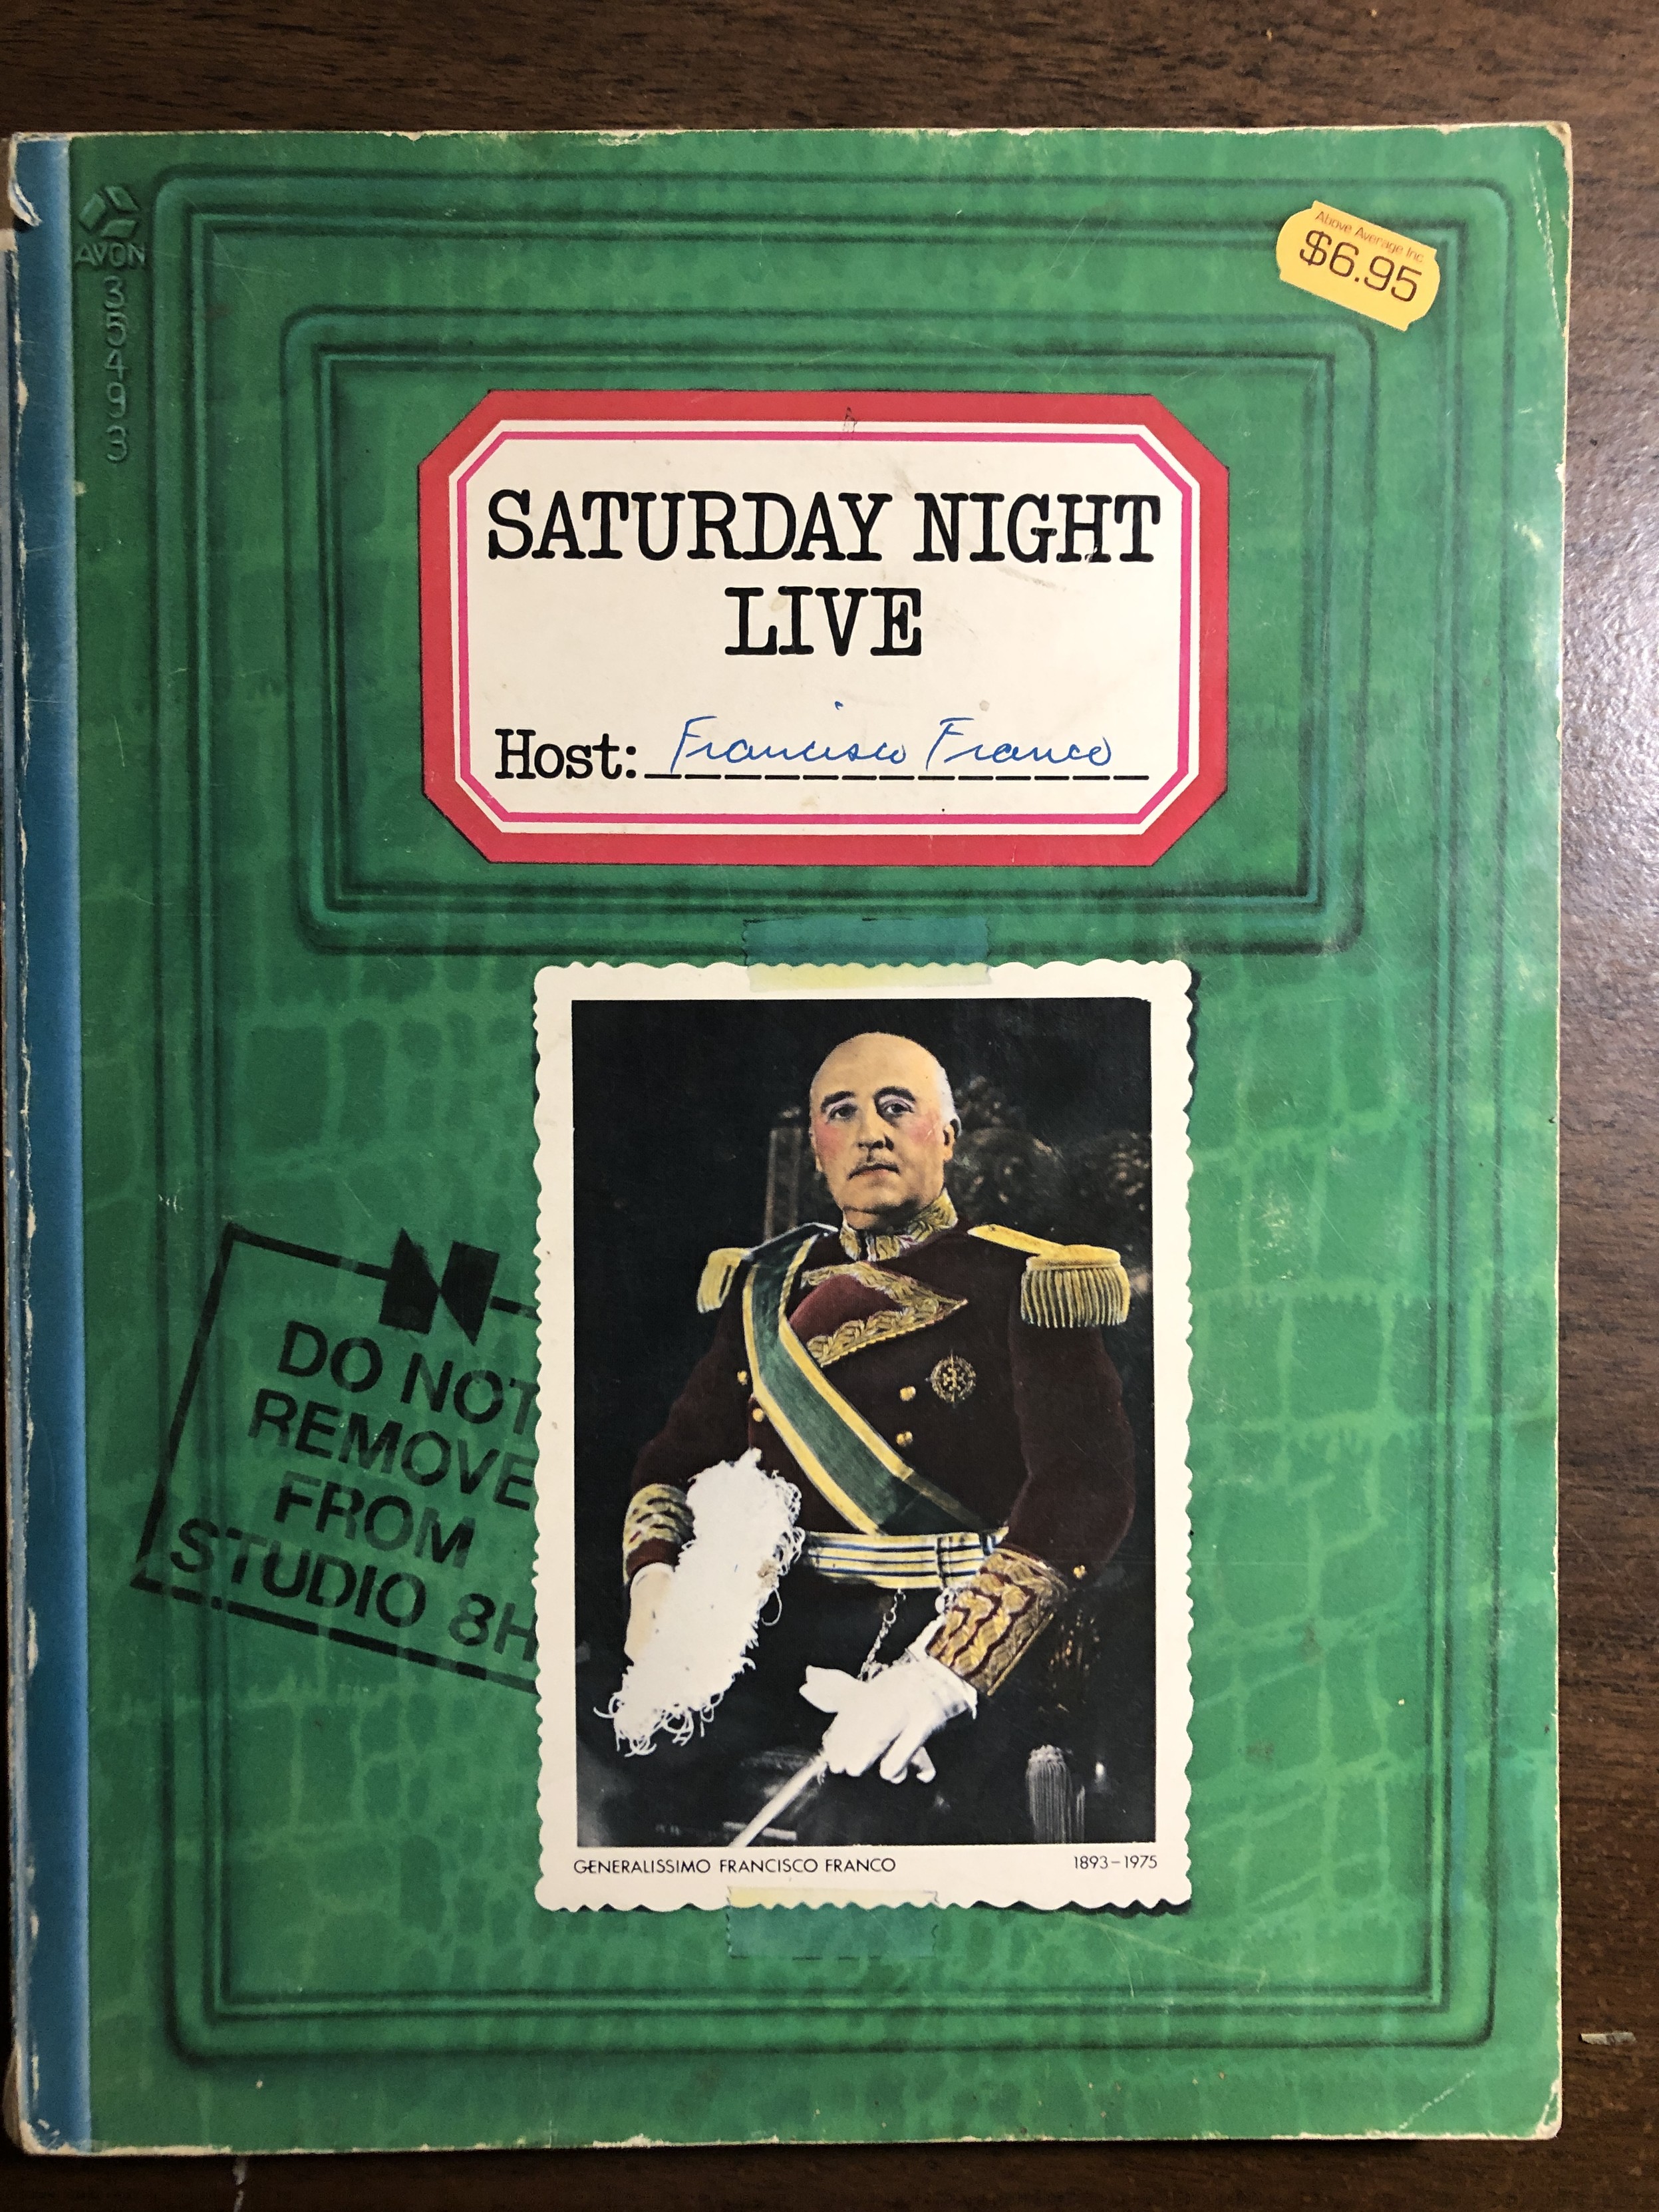 AVON
35493
Above Average Inc.
$6.95
SATURDAY NIGHT
LIVE
Host: Francisco Franco
DO NOT
REMOVE
FROM
STUDIO 8H
GENERALISSIMO FRANCISCO FRANCO 1893-1975